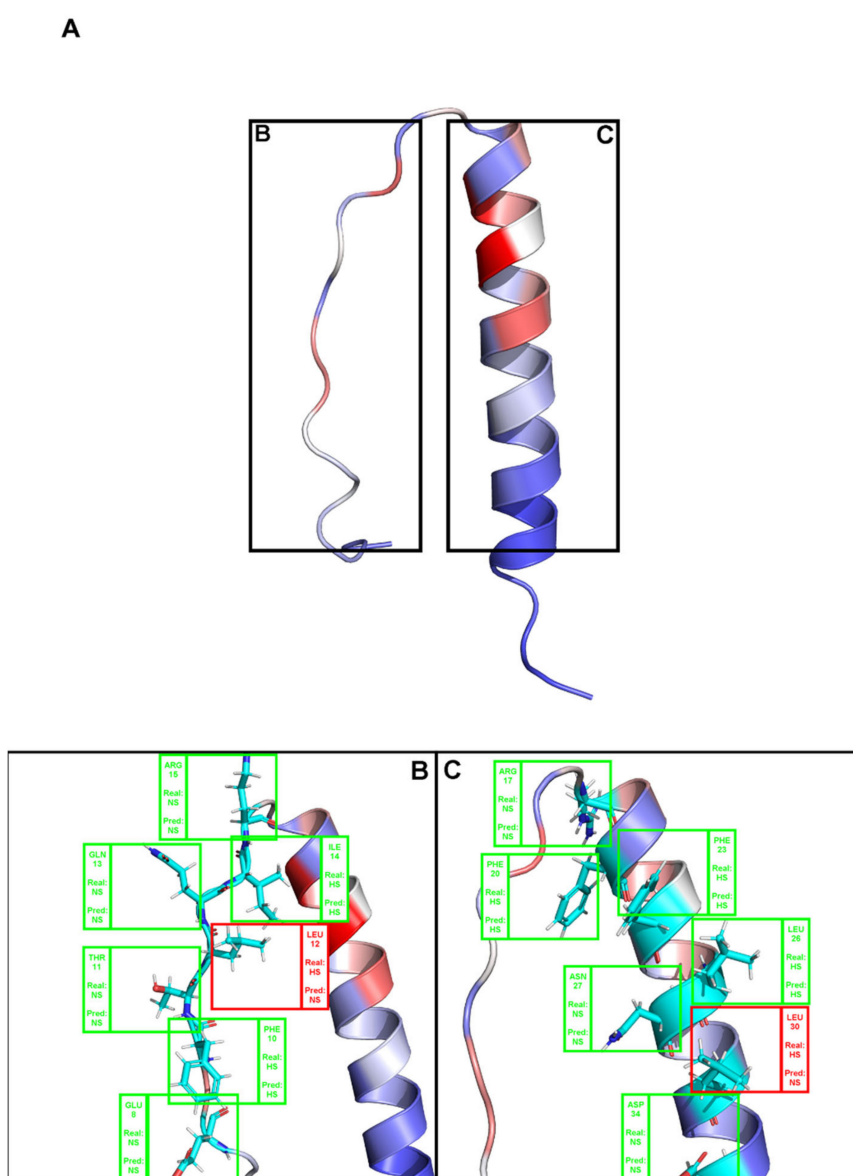 A
B
C
B
C
ARG
15
Real:
NS
Pred:
NS
ILE
14
Real:
HS
Pred:
HS
GLN
13
Real:
NS
Pred:
NS
LEU
12
Real:
HS
Pred:
NS
THR
11
Real:
NS
Pred:
NS
PHE
10
Real:
HS
Pred:
HS
GLU
9
Real:
NS
ARG
17
Real:
NS
Pred:
NS
PHE
23
Real:
HS
Pred:
HS
PHE
20
Real:
HS
Pred:
HS
LEU
26
Real:
HS
Pred:
HS
ASN
27
Real:
NS
Pred:
NS
LEU
30
Real:
HS
Pred:
NS
ASP
34
Real:
NS
Pred:
NS